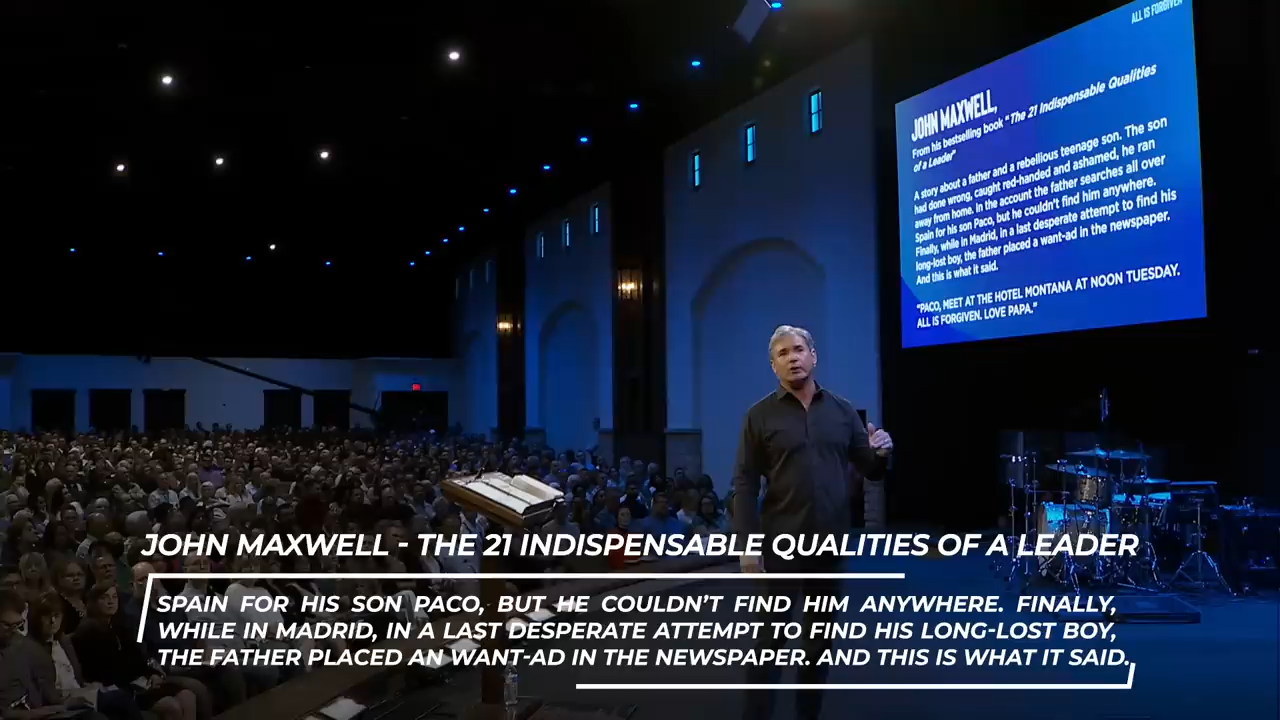 ALL IS FORGIVEN
JOHN MAXWELL,
From his bestselling book "The 21 Indispensable Qualities
of a Leader"
A story about a father and a rebellious teenage son. The son
had done wrong, caught red-handed and ashamed, he ran
away from home. In the account the father searches all over
Spain for his son Paco, but he couldn't find him anywhere.
Finally, while in Madrid, in a last desperate attempt to find his
long-lost boy, the father placed a want-ad in the newspaper.
And this is what it said.
"PACO, MEET AT THE HOTEL MONTANA AT NOON TUESDAY.
ALL IS FORGIVEN. LOVE PAPA."
JOHN MAXWELL - THE 21 INDISPENSABLE QUALITIES OF A LEADER
SPAIN FOR HIS SON PACO, BUT HE COULDN'T FIND HIM ANYWHERE. FINALLY,
WHILE IN MADRID, IN A LAST DESPERATE ATTEMPT TO FIND HIS LONG-LOST BOY,
THE FATHER PLACED AN WANT-AD IN THE NEWSPAPER. AND THIS IS WHAT IT SAID.